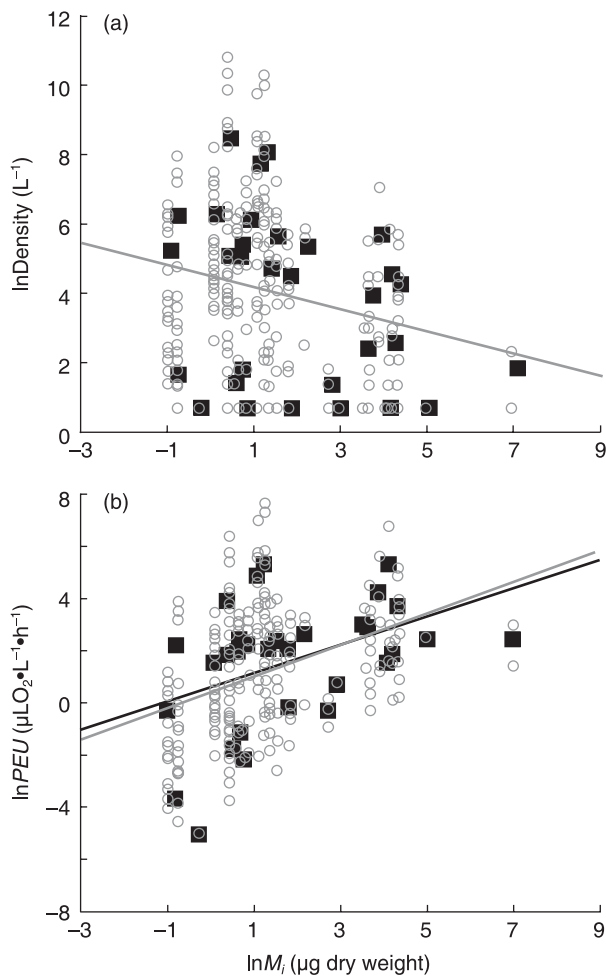 (a)
12
10
8
6
4
2
0
lnDensity (L⁻¹)
−3 −1 1 3 5 7 9
(b)
8
4
0
−4
−8
lnPEU (µLO₂•L⁻¹•h⁻¹)
−3 −1 1 3 5 7 9
lnMᵢ (µg dry weight)